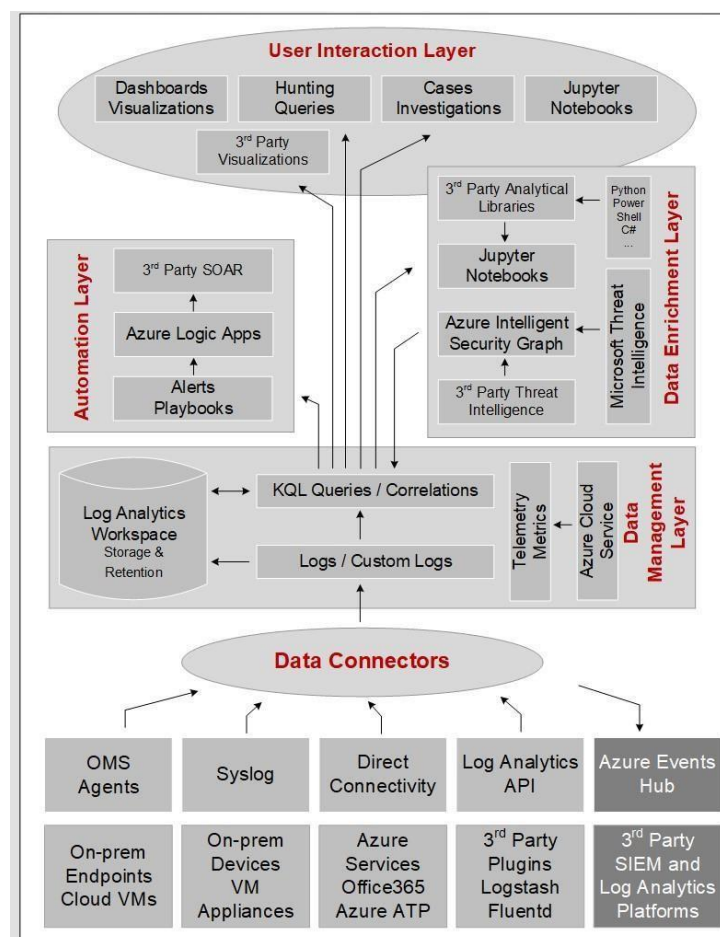 User Interaction Layer
Dashboards
Visualizations
Hunting
Queries
Cases
Investigations
Jupyter
Notebooks
3rd Party
Visualizations
Automation Layer
3rd Party SOAR
Azure Logic Apps
Alerts
Playbooks
3rd Party Analytical
Libraries
Python
Power
Shell
C#
...
Jupyter
Notebooks
Azure Intelligent
Security Graph
3rd Party Threat
Intelligence
Microsoft Threat
Intelligence
Data Enrichment Layer
Log Analytics
Workspace
Storage &
Retention
KQL Queries / Correlations
Logs / Custom Logs
Telemetry
Metrics
Azure Cloud
Service
Data
Management
Layer
Data Connectors
OMS
Agents
Syslog
Direct
Connectivity
Log Analytics
API
Azure Events
Hub
On-prem
Endpoints
Cloud VMs
On-prem
Devices
VM
Appliances
Azure
Services
Office365
Azure ATP
3rd Party
Plugins
Logstash
Fluentd
3rd Party
SIEM and
Log Analytics
Platforms